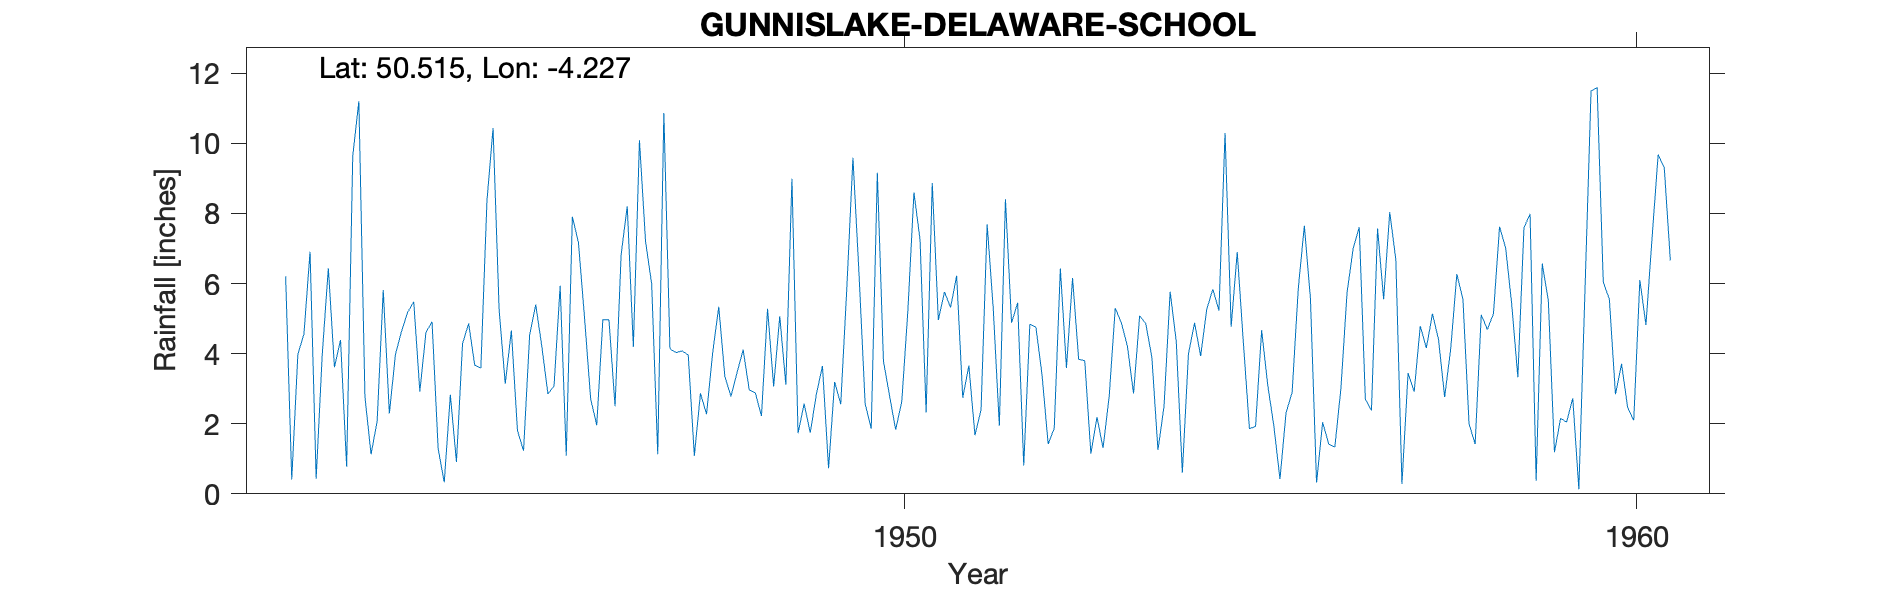 GUNNISLAKE-DELAWARE-SCHOOL
Lat: 50.515, Lon: -4.227
12
10
8
6
4
2
0
Rainfall [inches]
1950 1960
Year